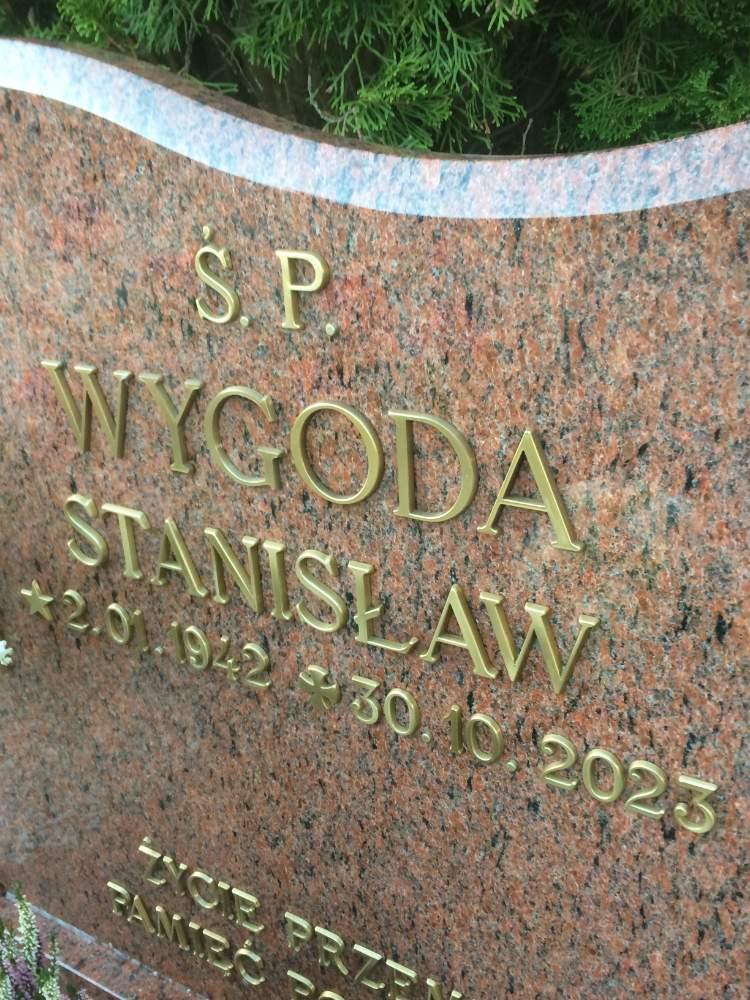 Ś. P.
WYGODA
STANISŁAW
2.01.1942 30.10.2023
ŻYCIE
PAMIĘĆ